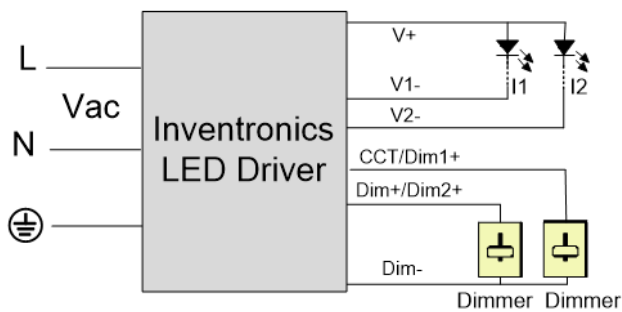 L
Vac
N
Inventronics
LED Driver
V+
V1-
I1
I2
V2-
CCT/Dim1+
Dim+/Dim2+
Dim-
Dimmer
Dimmer